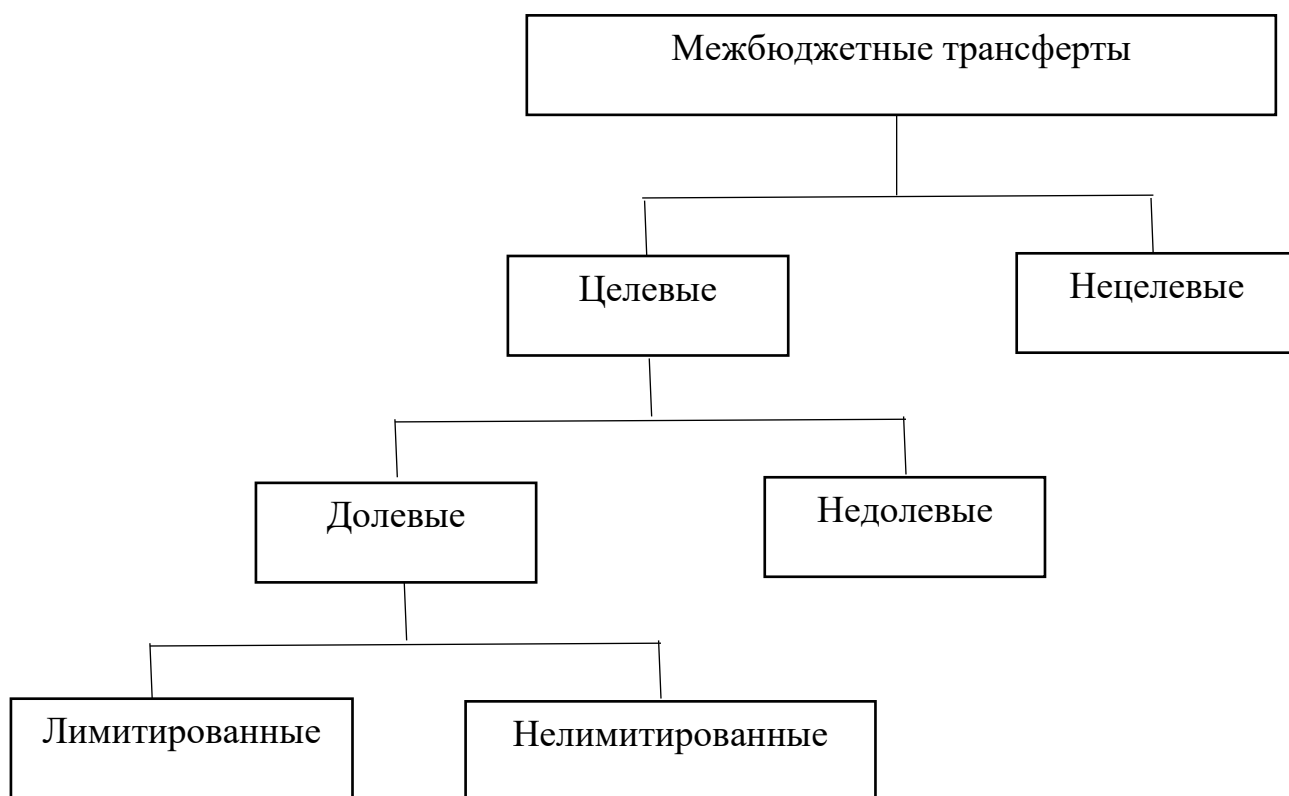 Межбюджетные трансферты
Целевые
Нецелевые
Долевые
Недолевые
Лимитированные
Нелимитированные